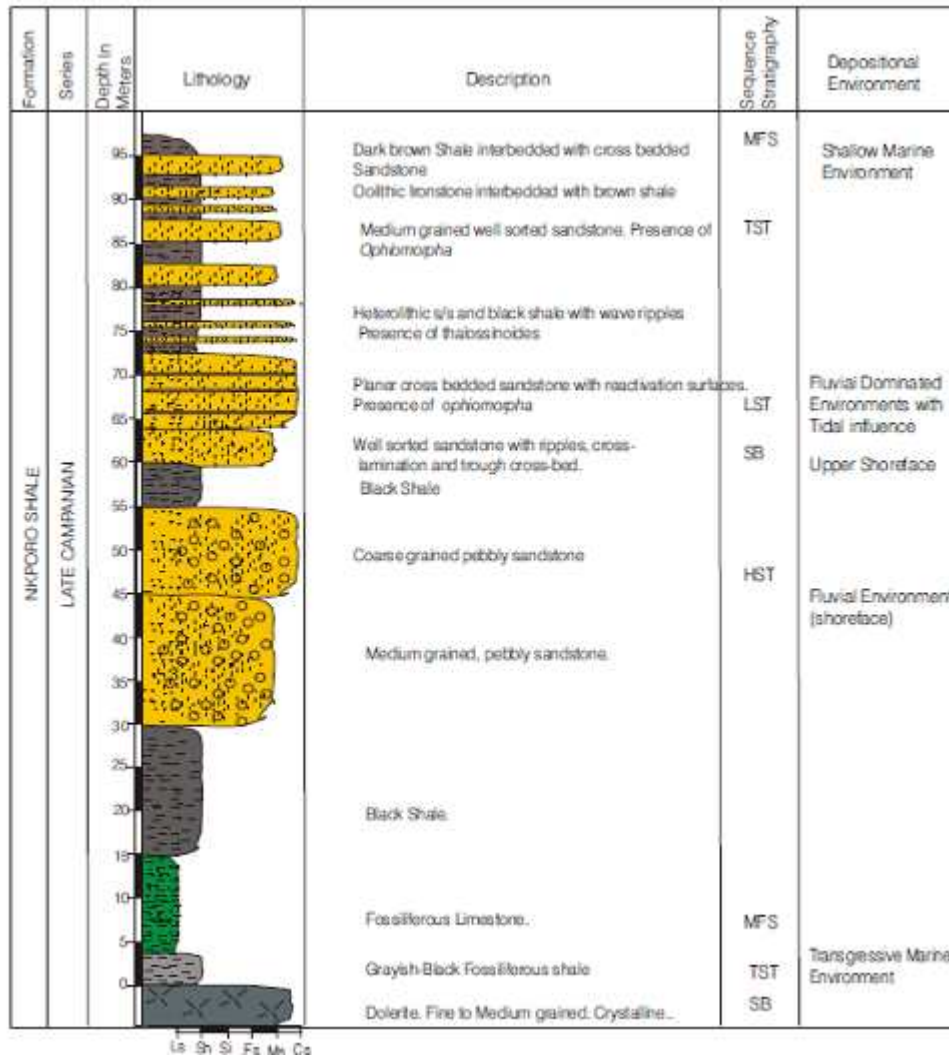 Formation
Series
Depth In
Meters
Lithology
Description
Sequence
Stratigraphy
Depositional
Environment
NKPORO SHALE
LATE CAMPANIAN
95
90
85
80
75
70
65
60
55
50
45
40
35
30
25
20
15
10
5
0
Dark brown Shale interbedded with cross bedded
Sandstone
Oolithic Ironstone interbedded with brown shale
Medium grained well sorted sandstone. Presence of
Ophiomorpha
Heterolithic s/s and black shale with wave ripples
Presence of thalossinoides
Planer cross bedded sandstone with reactivation surfaces.
Presence of ophiomorpha
Well sorted sandstone with ripples, cross-
lamination and trough cross-bed.
Black Shale
Coarse grained pebbly sandstone
Medium grained, pebbly sandstone.
Black Shale.
Fossiliferous Limestone..
Grayish-Black Fossiliferous shale
Dolerite. Fine to Medium grained. Crystalline..
MFS
TST
LST
SB
HST
MFS
TST
SB
Shallow Marine
Environment
Fluvial Dominated
Environments with
Tidal influence
Upper Shoreface
Fluvial Environment
(shoreface)
Transgressive Marine
Environment
Ls Sh Si Fs Ms Cs